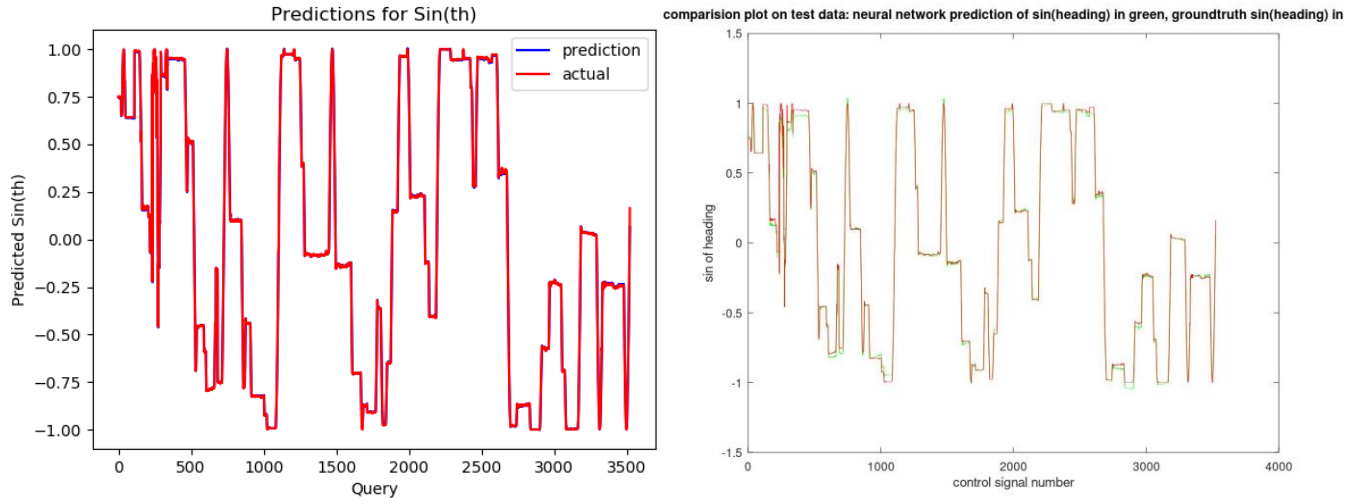 Predictions for Sin(th)
prediction
actual
1.00
0.75
0.50
0.25
0.00
−0.25
−0.50
−0.75
−1.00
Predicted Sin(th)
0 500 1000 1500 2000 2500 3000 3500
Query
comparision plot on test data: neural network prediction of sin(heading) in green, groundtruth sin(heading) in
1.5
1
0.5
0
-0.5
-1
-1.5
sin of heading
0 1000 2000 3000 4000
control signal number